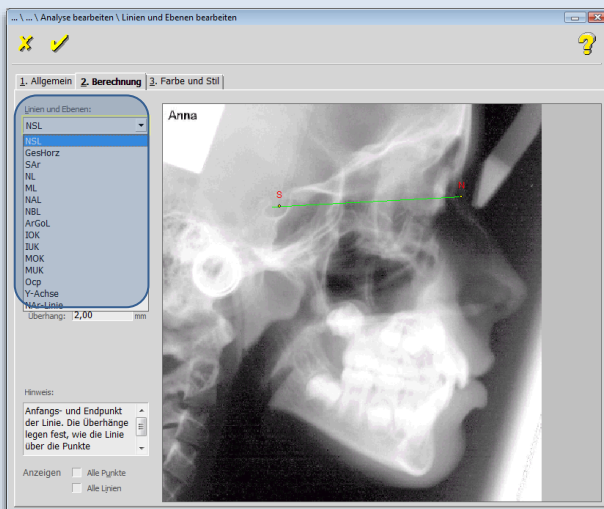 ... \ ... \ Analyse bearbeiten \ Linien und Ebenen bearbeiten
1. Allgemein
2. Berechnung
3. Farbe und Stil
Linien und Ebenen:
NSL
NSL
GesHorz
SAr
NL
ML
NAL
NBL
ArGoL
IOK
IUK
MOK
MUK
Ocp
Y-Achse
NAr-Linie
Überhang: 2,00 mm
Hinweis:
Anfangs- und Endpunkt
der Linie. Die Überhänge
legen fest, wie die Linie
über die Punkte
Anzeigen
Alle Punkte
Alle Linien
Anna
S
N